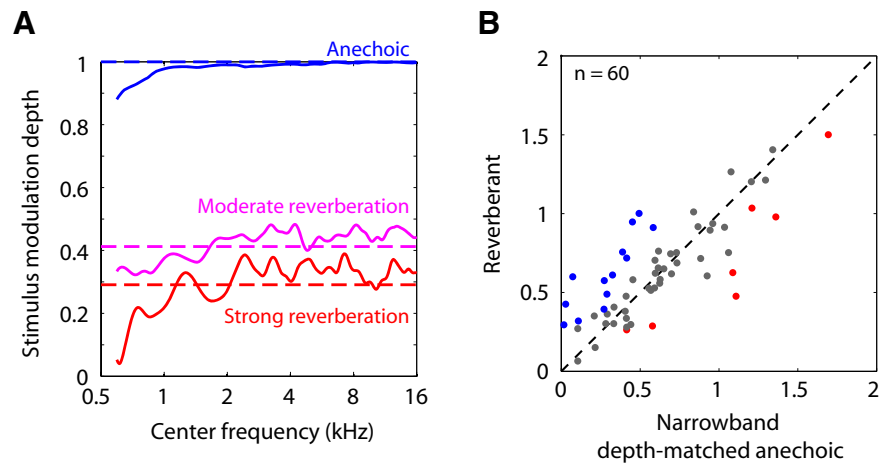 A
Stimulus modulation depth
1
0.8
0.6
0.4
0.2
0
Anechoic
Moderate reverberation
Strong reverberation
0.5
1
2
4
8
16
Center frequency (kHz)
B
Reverberant
2
1.5
1
0.5
0
n = 60
0
0.5
1
1.5
2
Narrowband
depth-matched anechoic